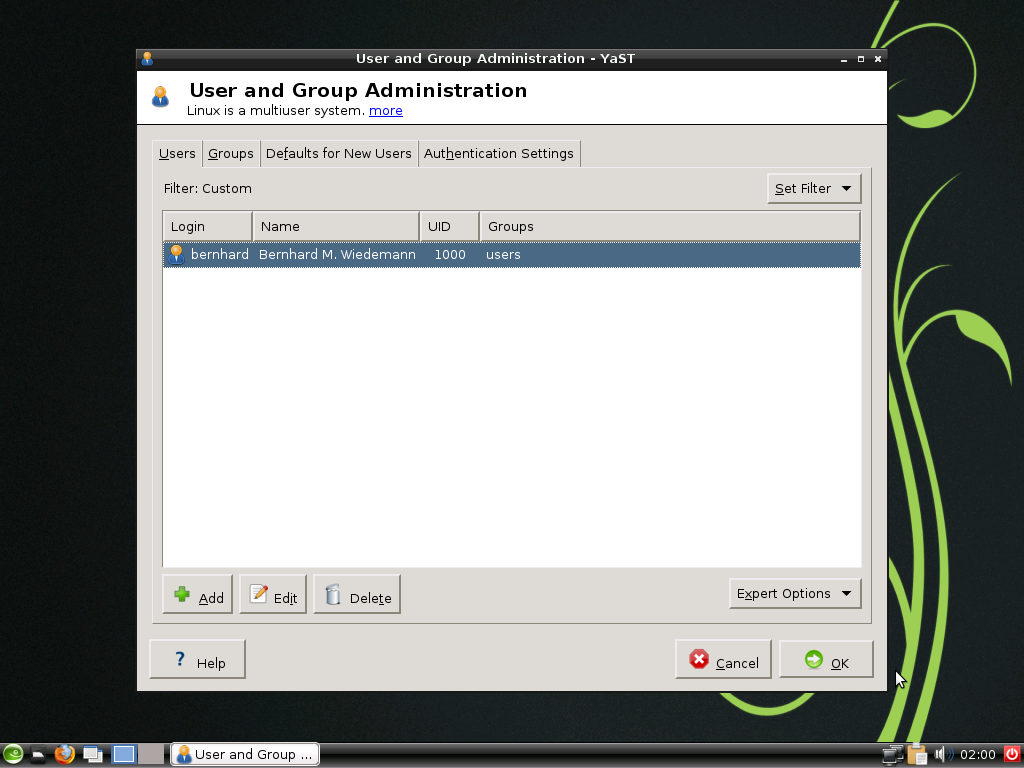 User and Group Administration - YaST
User and Group Administration
Linux is a multiuser system. more
Users Groups Defaults for New Users Authentication Settings
Filter: Custom Set Filter
Login Name UID Groups
bernhard Bernhard M. Wiedemann 1000 users
Add Edit Delete Expert Options
? Help Cancel OK
User and Group ... 02:00